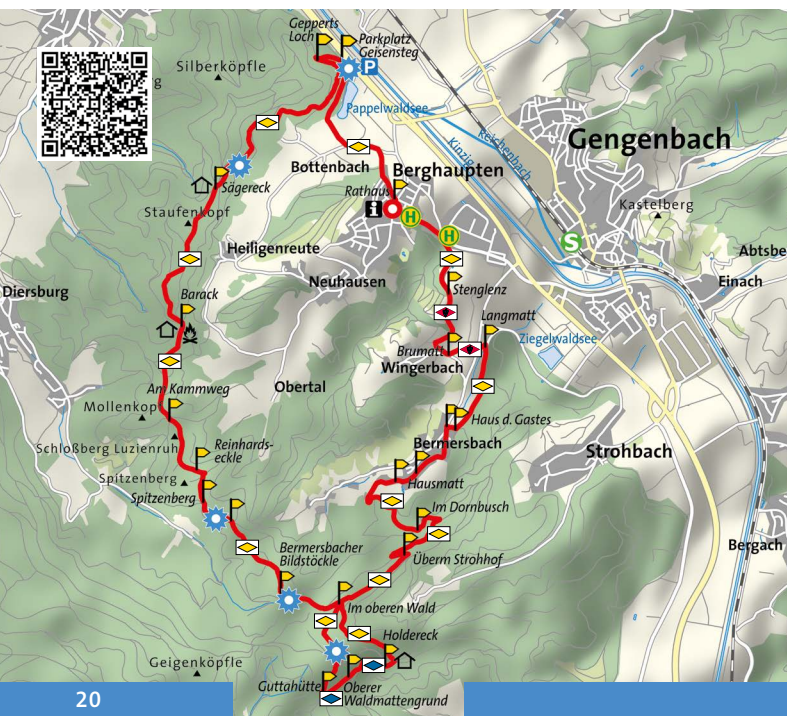 Gepperts
Loch
Parkplatz
Geisensteg
P
Silberköpfle
g
Pappelwaldsee
Kinzig
Reichenbach
Gengenbach
Bottenbach
Berghaupten
Sägereck
Rathaus
i
H
H
S
Kastelberg
Staufenkopf
Heiligenreute
Abtsbe
Einach
Neuhausen
Stenglenz
Diersburg
Barack
Langmatt
Ziegelwaldsee
Brumatt
Wingerbach
Obertal
Am Kammweg
Mollenkopf
Haus d. Gastes
Bermersbach
Strohbach
Schloßberg Luzienruh
Reinhards-
eckle
Spitzenberg
Spitzenberg
Hausmatt
Im Dornbusch
Bermersbacher
Bildstöckle
Überm Strohhof
Bergach
Im oberen Wald
Holdereck
Geigenköpfle
Guttahütte
Oberer
Waldmattengrund
20